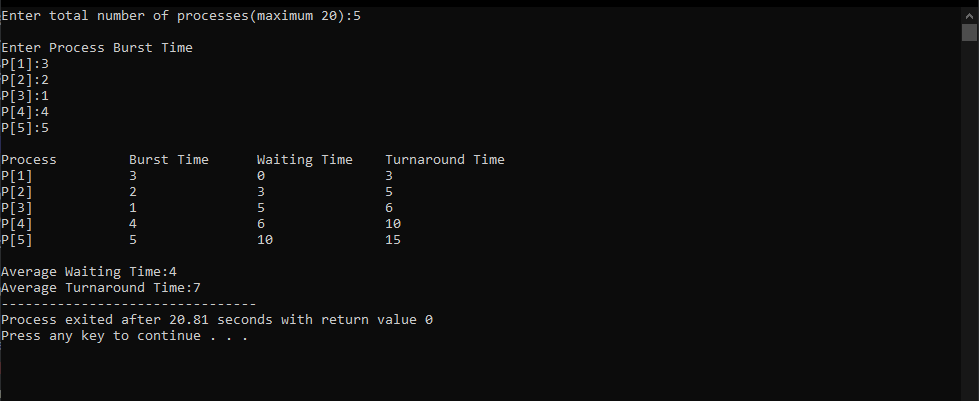 Enter total number of processes(maximum 20):5
Enter Process Burst Time
P[1]:3
P[2]:2
P[3]:1
P[4]:4
P[5]:5
Process Burst Time Waiting Time Turnaround Time
P[1] 3 0 3
P[2] 2 3 5
P[3] 1 5 6
P[4] 4 6 10
P[5] 5 10 15
Average Waiting Time:4
Average Turnaround Time:7
--------------------------------
Process exited after 20.81 seconds with return value 0
Press any key to continue . . .